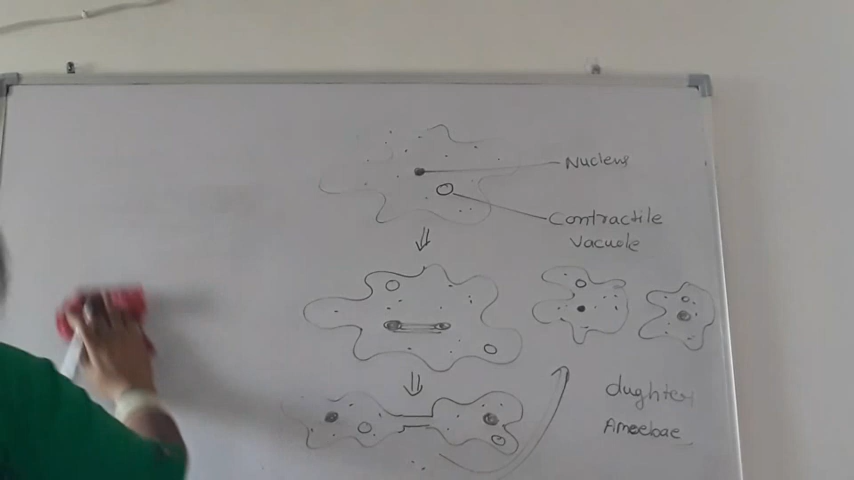 Nucleus
Contractile
Vacuole
dughter
Ameebae